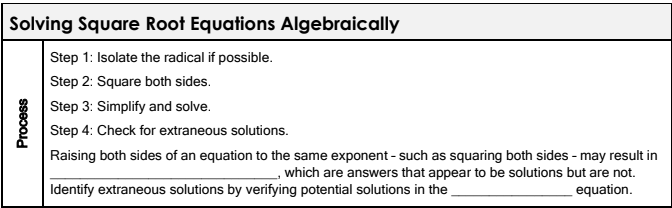 Solving Square Root Equations Algebraically
Process
Step 1: Isolate the radical if possible.
Step 2: Square both sides.
Step 3: Simplify and solve.
Step 4: Check for extraneous solutions.
Raising both sides of an equation to the same exponent - such as squaring both sides - may result in
______________________________, which are answers that appear to be solutions but are not.
Identify extraneous solutions by verifying potential solutions in the ________________ equation.